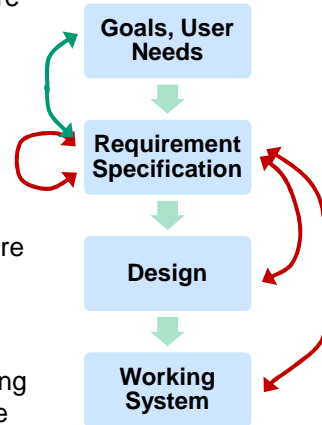 Goals, User
Needs
Requirement
Specification
Design
Working
System